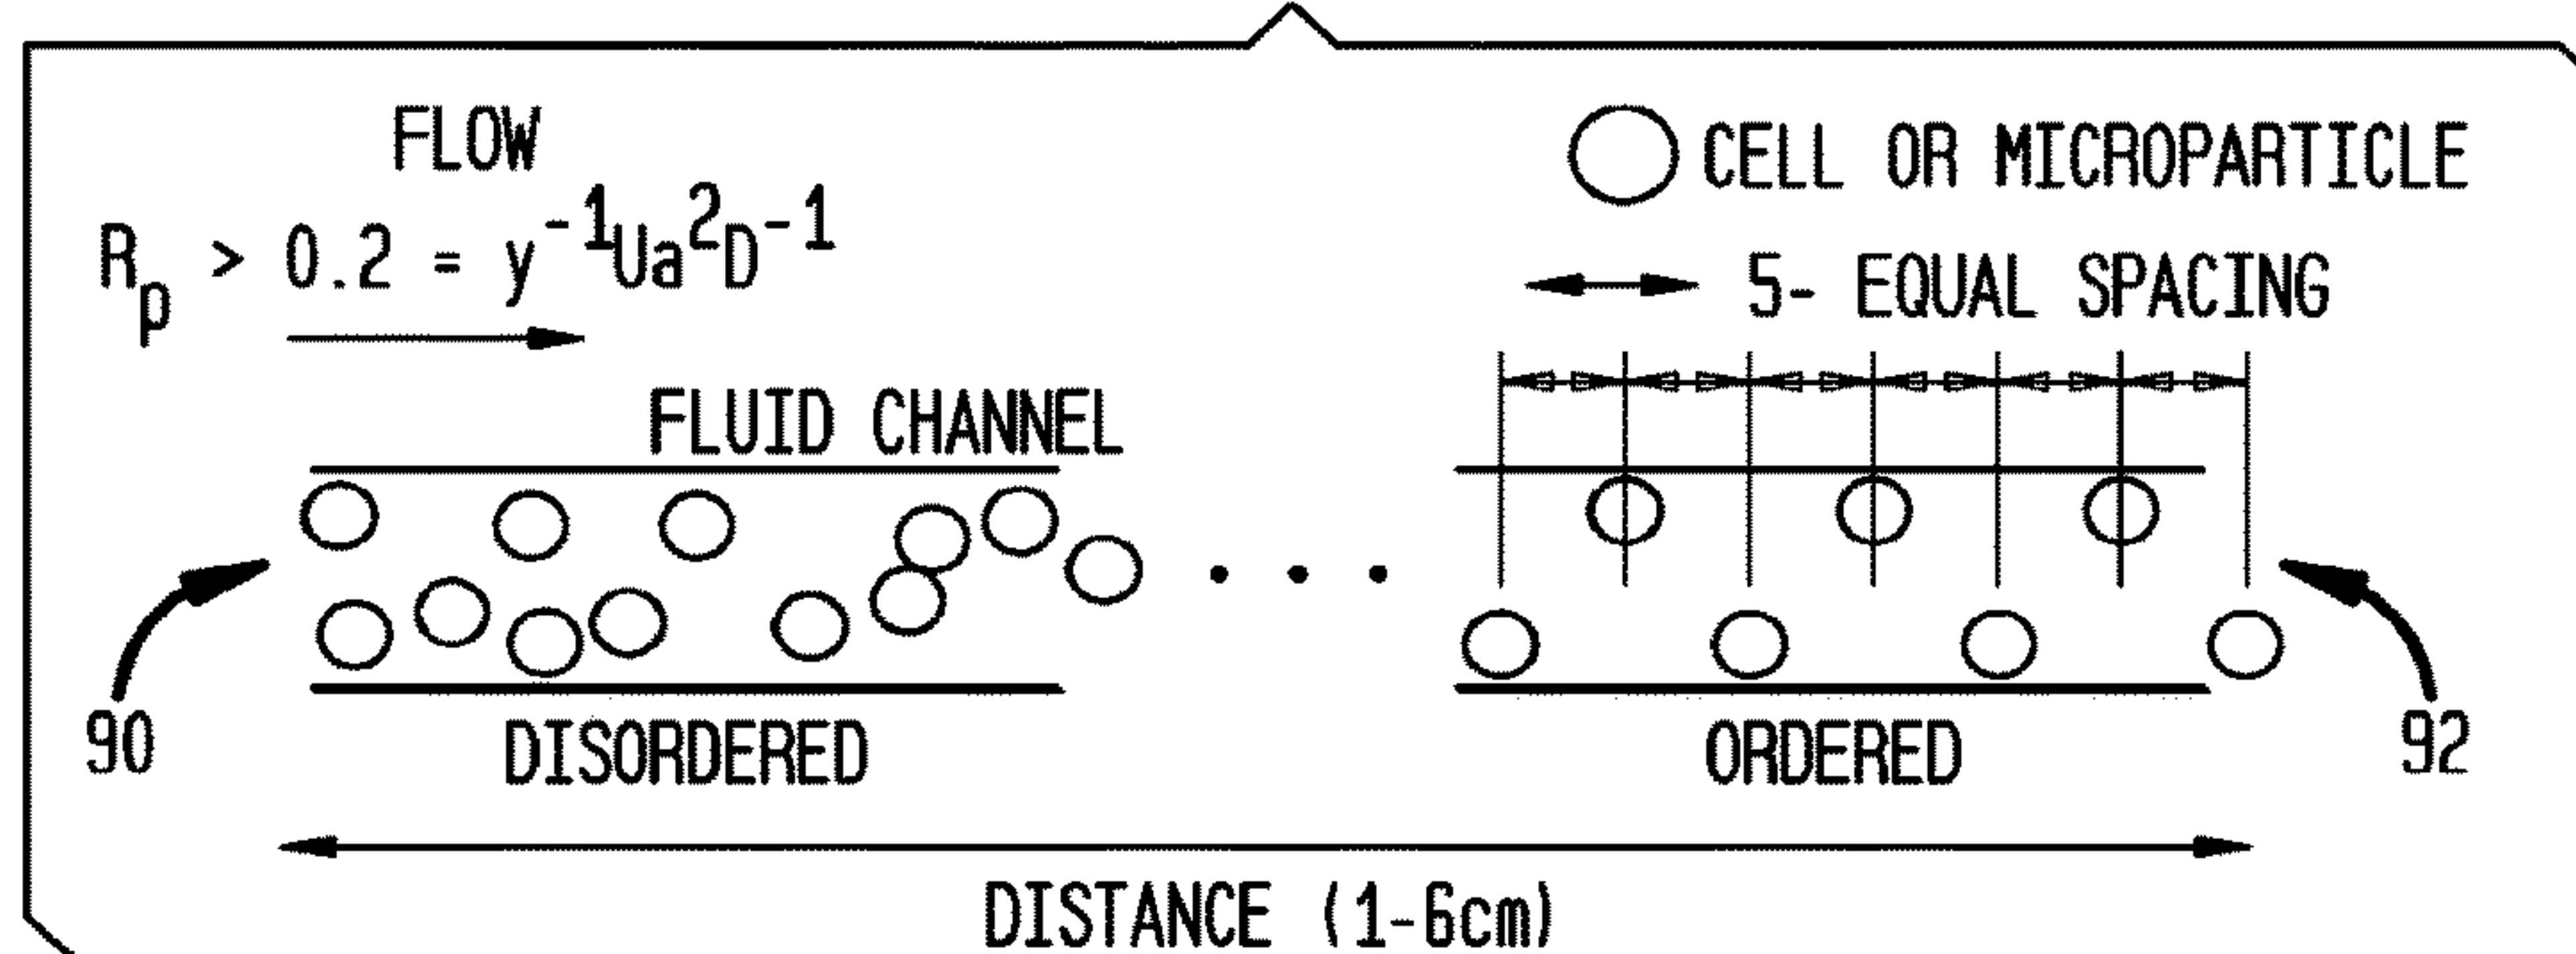 FLOW
Rp > 0.2 = y⁻¹Ua²D⁻¹
CELL OR MICROPARTICLE
5- EQUAL SPACING
FLUID CHANNEL
90
DISORDERED
ORDERED
92
DISTANCE (1-6cm)